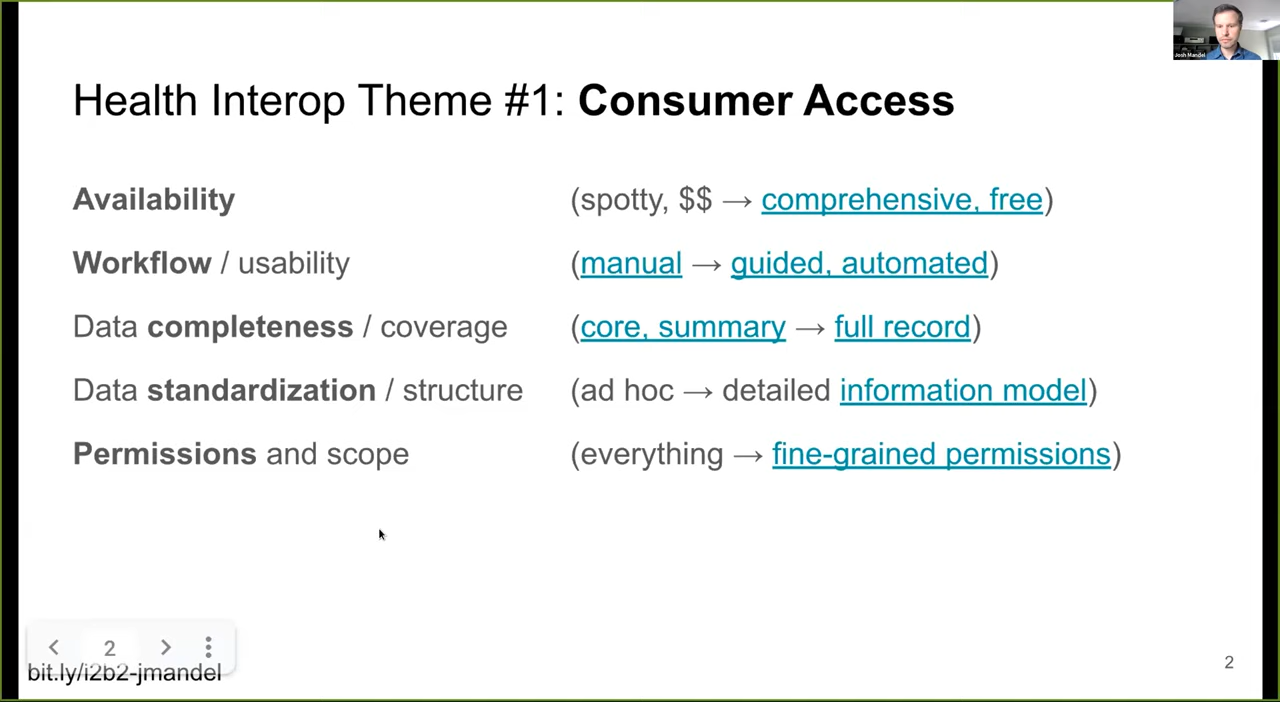 Josh Mandel
Health Interop Theme #1: Consumer Access
Availability (spotty, $$ → comprehensive, free)
Workflow / usability (manual → guided, automated)
Data completeness / coverage (core, summary → full record)
Data standardization / structure (ad hoc → detailed information model)
Permissions and scope (everything → fine-grained permissions)
2
bit.ly/i2b2-jmandel
2